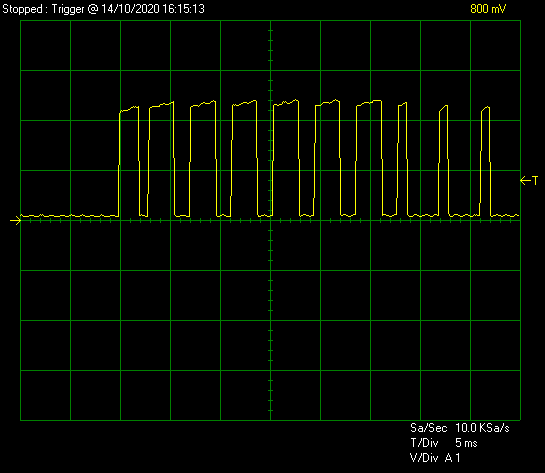 Stopped : Trigger @ 14/10/2020 16:15:13 800 mV
T
Sa/Sec 10.0 KSa/s
T/Div 5 ms
V/Div A 1